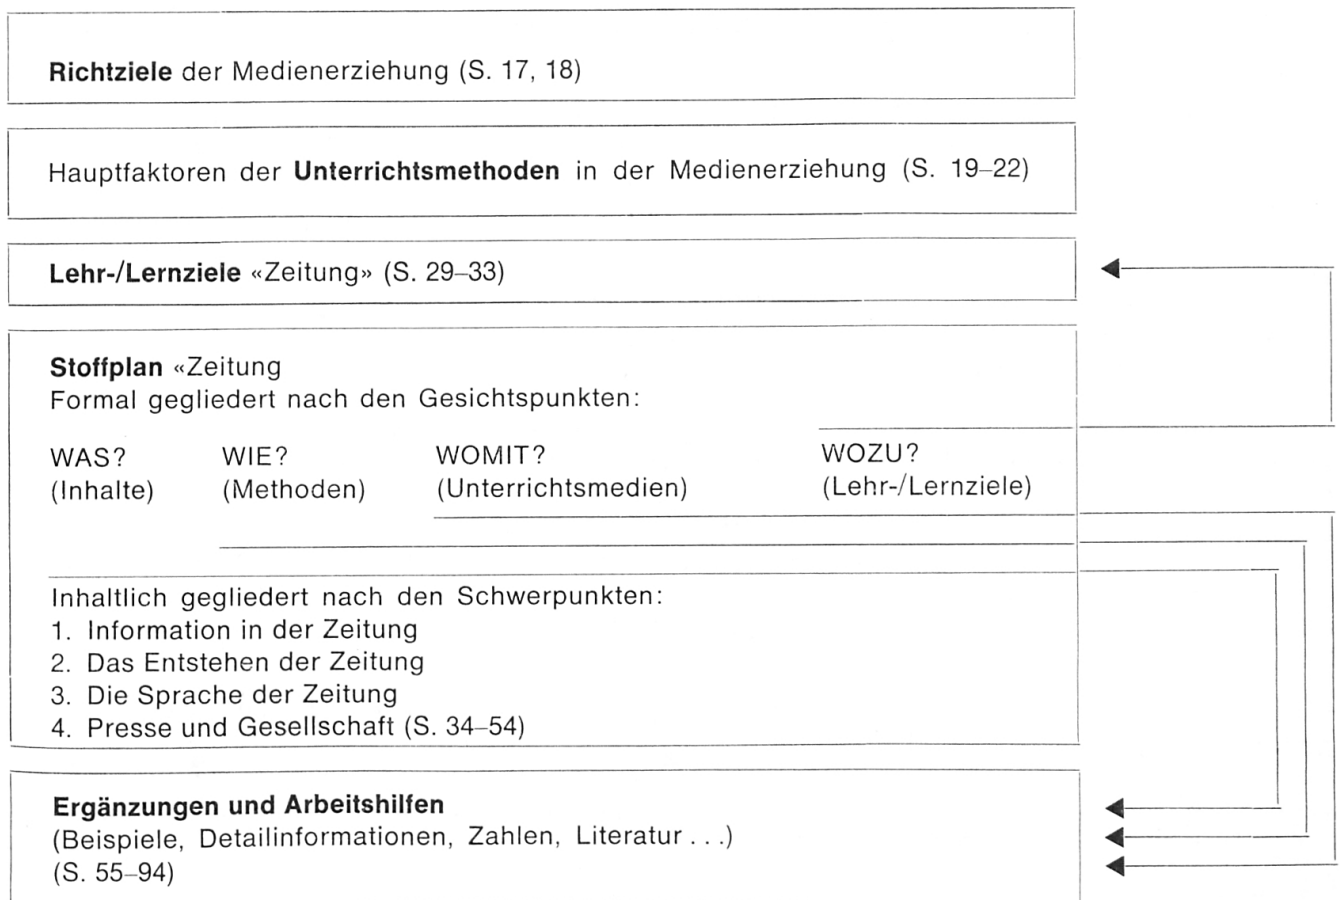 Richtziele der Medienerziehung (S. 17, 18)
Hauptfaktoren der Unterrichtsmethoden in der Medienerziehung (S. 19–22)
Lehr-/Lernziele «Zeitung» (S. 29–33)
Stoffplan «Zeitung
Formal gegliedert nach den Gesichtspunkten:
WAS? WIE? WOMIT? WOZU?
(Inhalte) (Methoden) (Unterrichtsmedien) (Lehr-/Lernziele)
Inhaltlich gegliedert nach den Schwerpunkten:
1. Information in der Zeitung
2. Das Entstehen der Zeitung
3. Die Sprache der Zeitung
4. Presse und Gesellschaft (S. 34–54)
Ergänzungen und Arbeitshilfen
(Beispiele, Detailinformationen, Zahlen, Literatur . . .)
(S. 55–94)